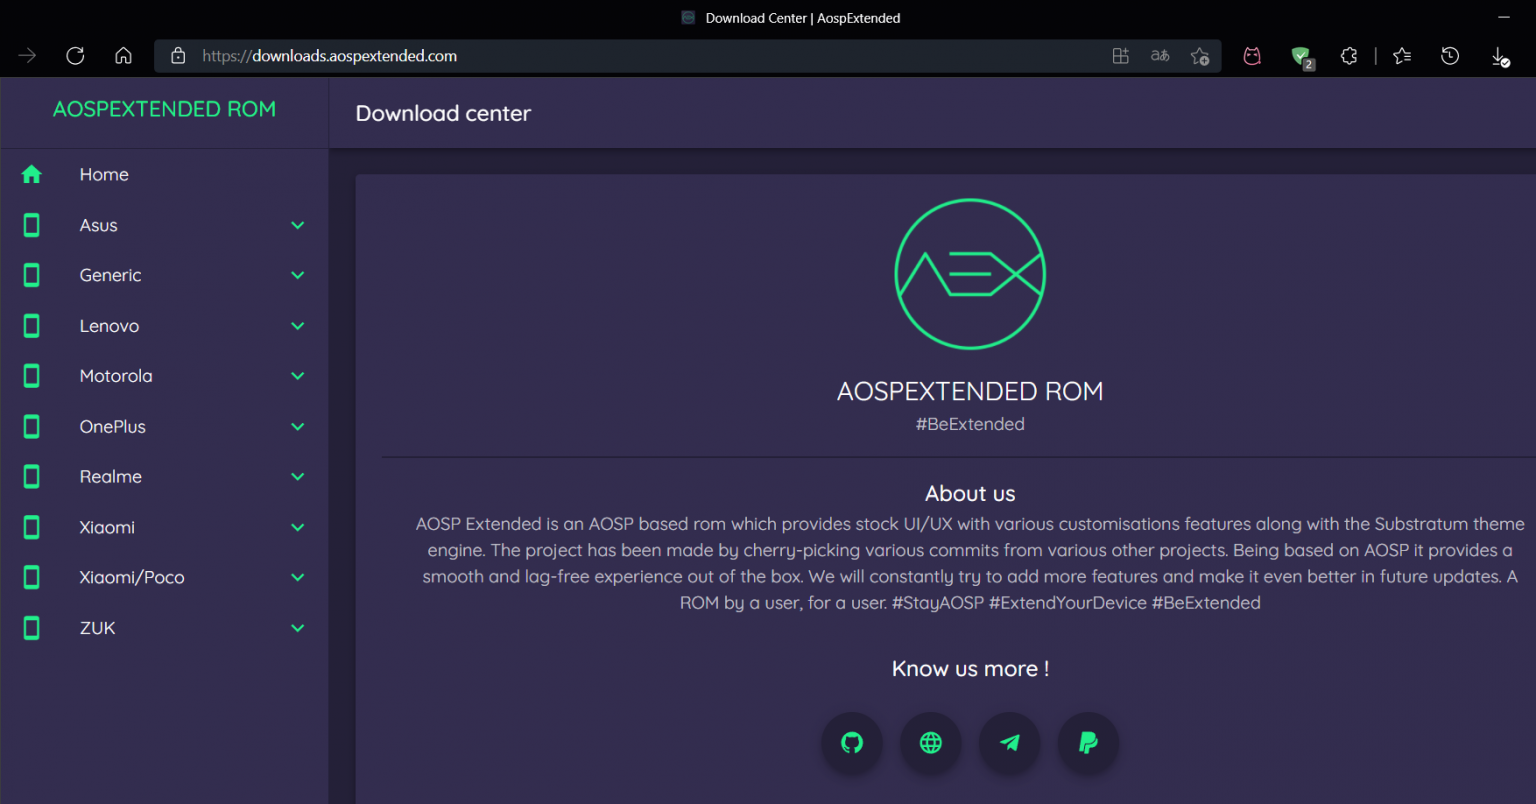 Download Center | AospExtended
https://downloads.aospextended.com
aあ
2
AOSPEXTENDED ROM
Download center
Home
Asus
Generic
Lenovo
Motorola
OnePlus
Realme
Xiaomi
Xiaomi/Poco
ZUK
AEX
AOSPEXTENDED ROM
#BeExtended
About us
AOSP Extended is an AOSP based rom which provides stock UI/UX with various customisations features along with the Substratum theme
engine. The project has been made by cherry-picking various commits from various other projects. Being based on AOSP it provides a
smooth and lag-free experience out of the box. We will constantly try to add more features and make it even better in future updates. A
ROM by a user, for a user. #StayAOSP #ExtendYourDevice #BeExtended
Know us more !